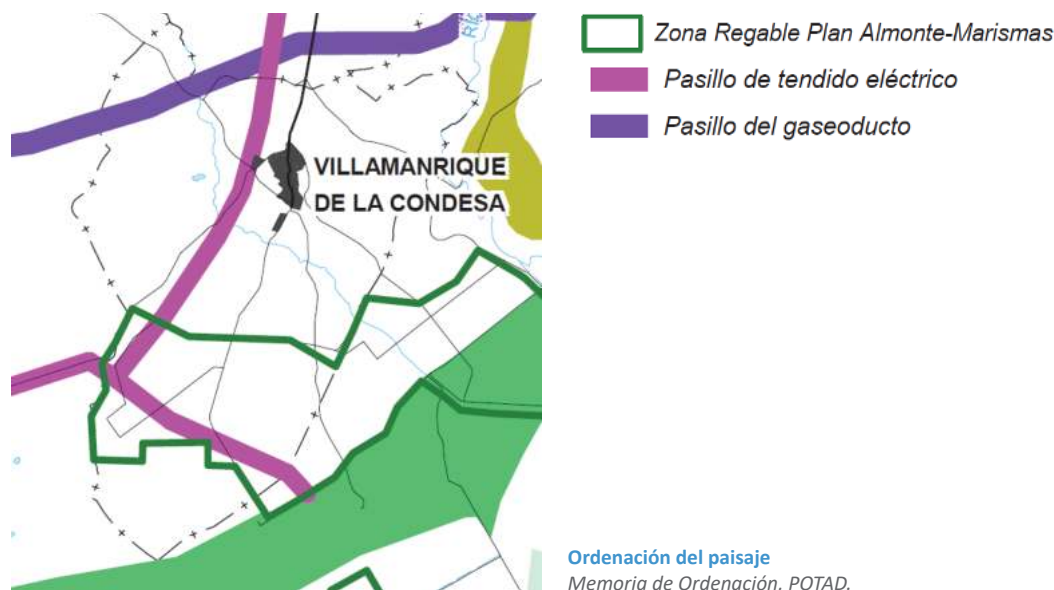 Zona Regable Plan Almonte-Marismas
Pasillo de tendido eléctrico
Pasillo del gaseoducto
VILLAMANRIQUE
DE LA CONDESA
Ordenación del paisaje
Memoria de Ordenación. POTAD.